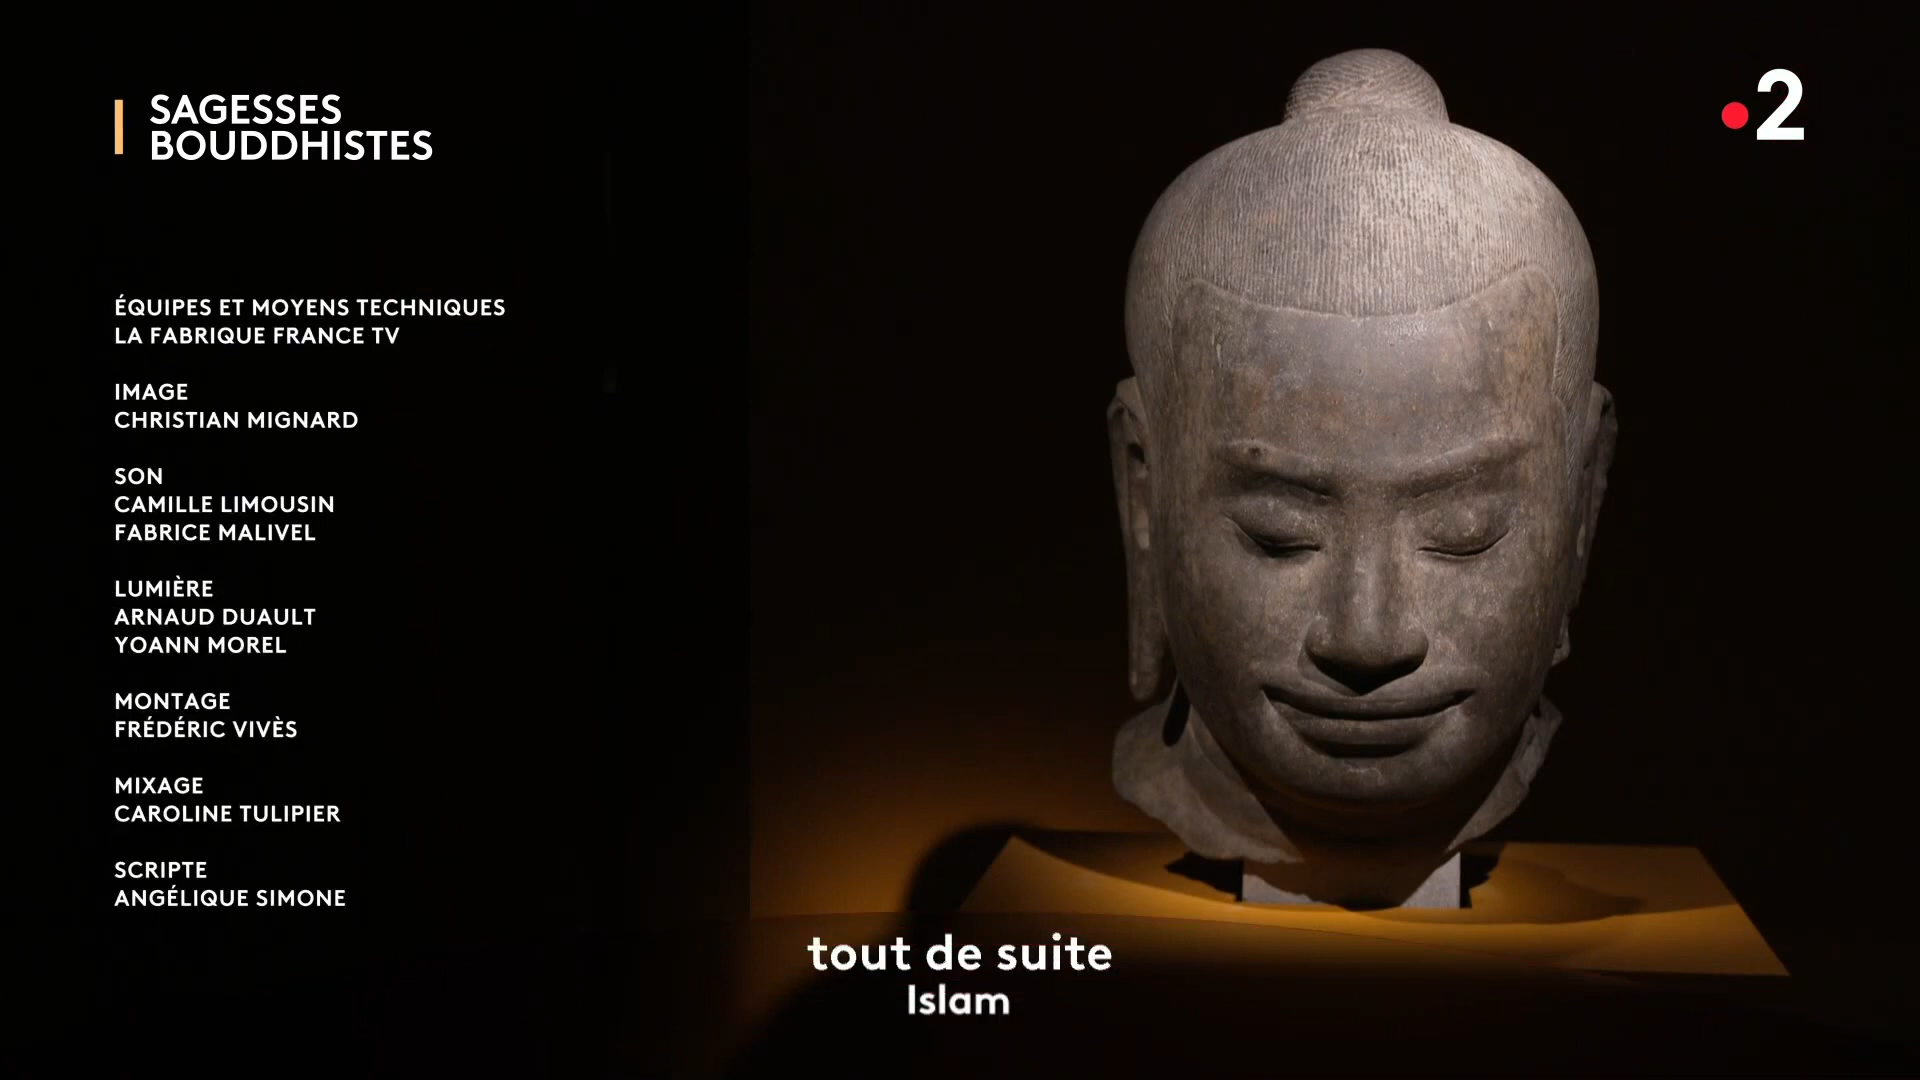 SAGESSES
BOUDDHISTES
2
ÉQUIPES ET MOYENS TECHNIQUES
LA FABRIQUE FRANCE TV
IMAGE
CHRISTIAN MIGNARD
SON
CAMILLE LIMOUSIN
FABRICE MALIVEL
LUMIÈRE
ARNAUD DUAULT
YOANN MOREL
MONTAGE
FRÉDÉRIC VIVÈS
MIXAGE
CAROLINE TULIPIER
SCRIPTE
ANGÉLIQUE SIMONE
tout de suite
Islam